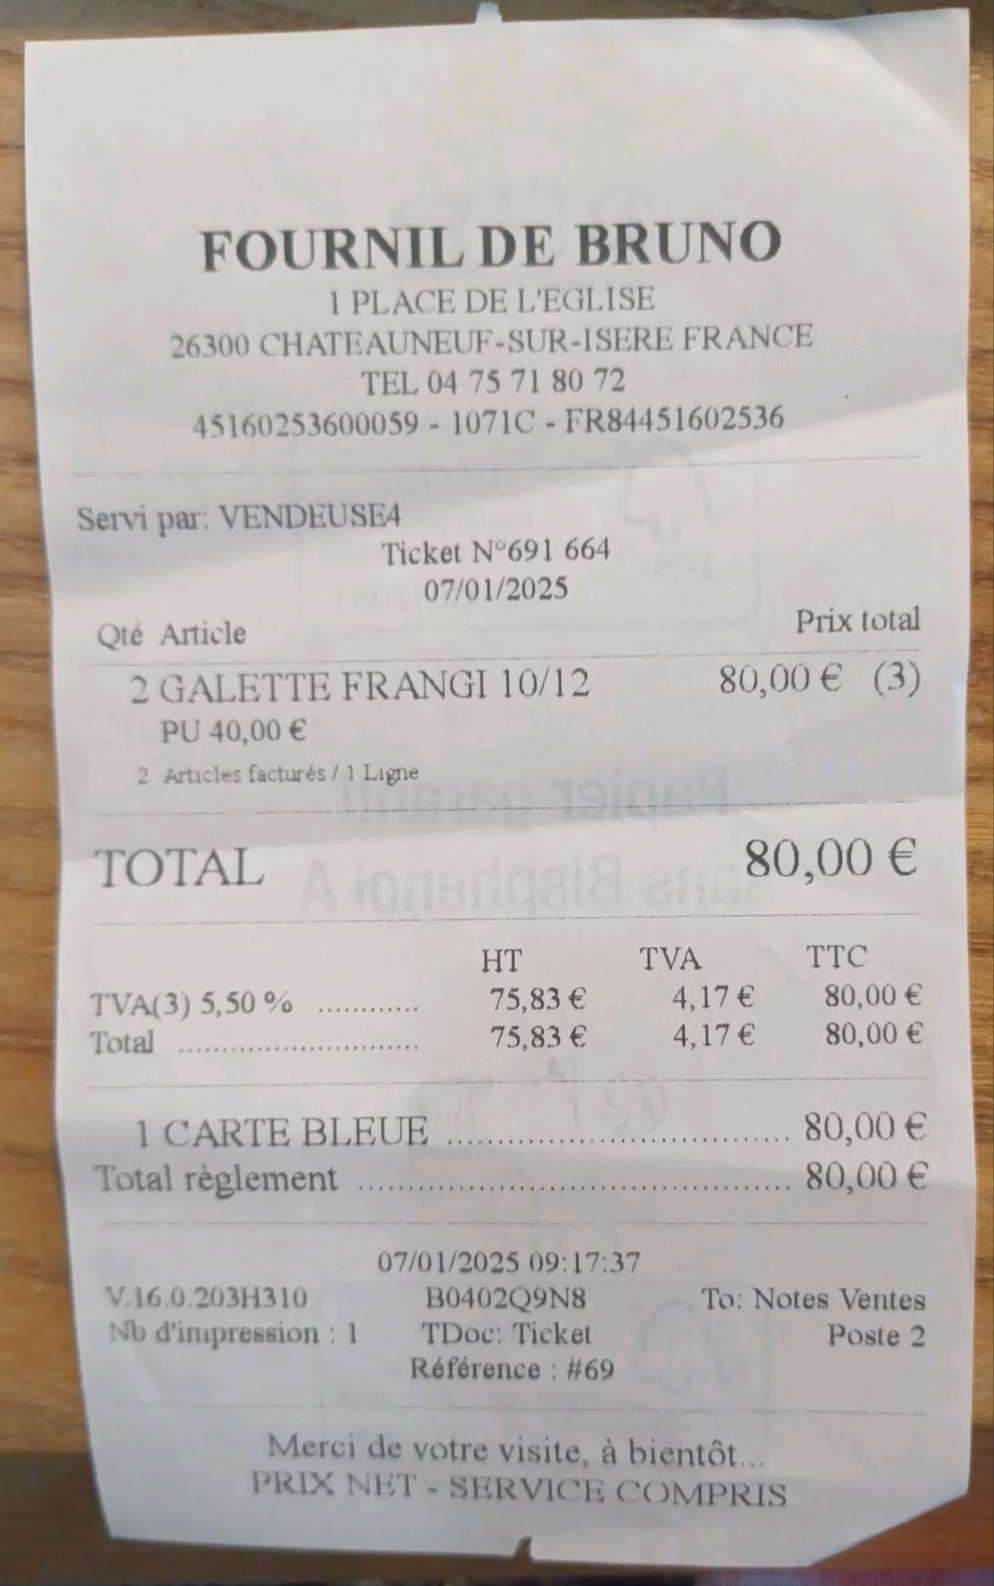 FOURNIL DE BRUNO
1 PLACE DE L'EGLISE
26300 CHATEAUNEUF-SUR-ISERE FRANCE
TEL 04 75 71 80 72
45160253600059 - 1071C - FR84451602536
Servi par: VENDEUSE4
Ticket N°691 664
07/01/2025
Qté Article Prix total
2 GALETTE FRANGI 10/12 80,00 € (3)
PU 40,00 €
2 Articles facturés / 1 Ligne
TOTAL 80,00 €
Papier garanti
sans Bisphenol A
HT TVA TTC
TVA(3) 5,50 % ............ 75,83 € 4,17 € 80,00 €
Total ............................ 75,83 € 4,17 € 80,00 €
1 CARTE BLEUE .................................. 80,00 €
Total règlement .......................................... 80,00 €
07/01/2025 09:17:37
V.16.0.203H310 B0402Q9N8 To: Notes Ventes
Nb d'impression : 1 TDoc: Ticket Poste 2
Référence : #69
Merci de votre visite, à bientôt...
PRIX NET - SERVICE COMPRIS